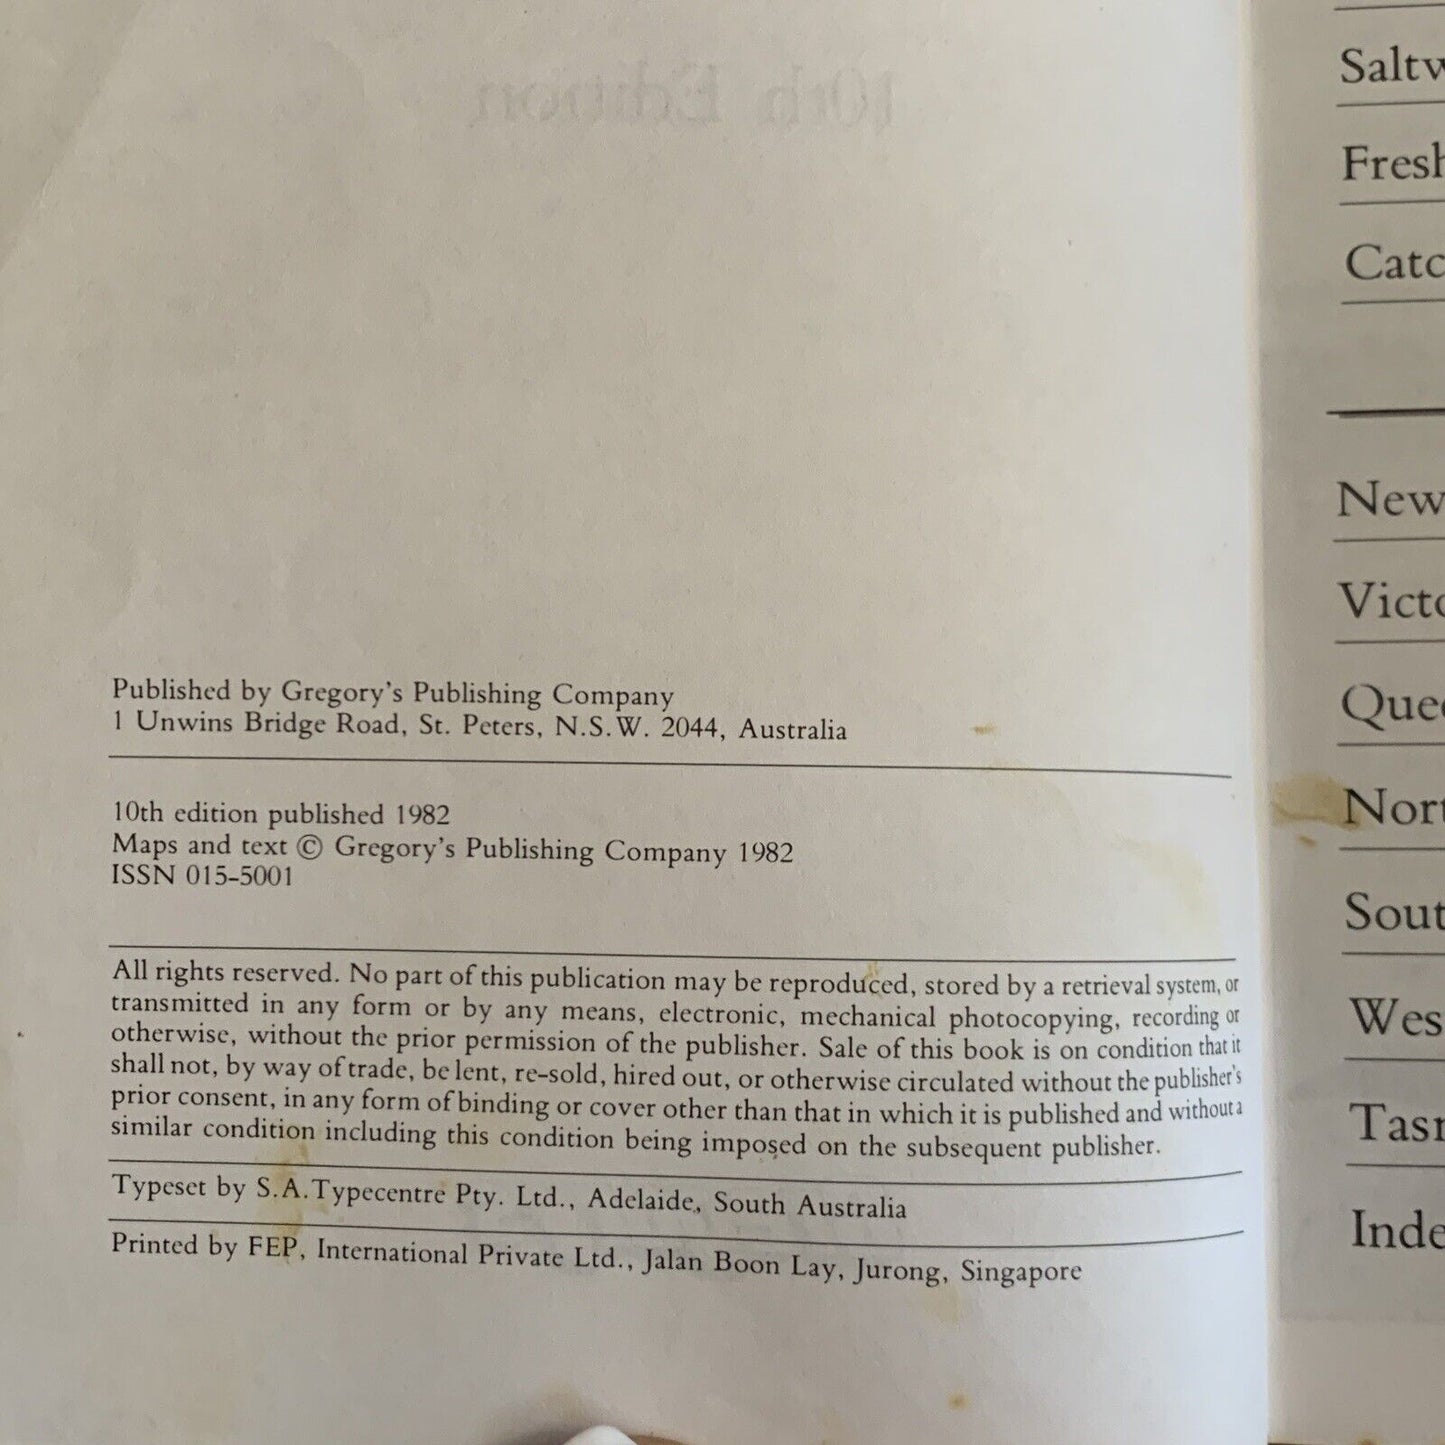 10th Edition
Published by Gregory's Publishing Company
1 Unwins Bridge Road, St. Peters, N.S.W. 2044, Australia
10th edition published 1982
Maps and text © Gregory's Publishing Company 1982
ISSN 015-5001
All rights reserved. No part of this publication may be reproduced, stored by a retrieval system, or
transmitted in any form or by any means, electronic, mechanical photocopying, recording or
otherwise, without the prior permission of the publisher. Sale of this book is on condition that it
shall not, by way of trade, be lent, re-sold, hired out, or otherwise circulated without the publisher's
prior consent, in any form of binding or cover other than that in which it is published and without a
similar condition including this condition being imposed on the subsequent publisher.
Typeset by S.A.Typecentre Pty. Ltd., Adelaide, South Australia
Printed by FEP, International Private Ltd., Jalan Boon Lay, Jurong, Singapore
Saltw
Fresh
Catc
New
Victo
Quee
Nort
Sout
Wes
Tasm
Inde